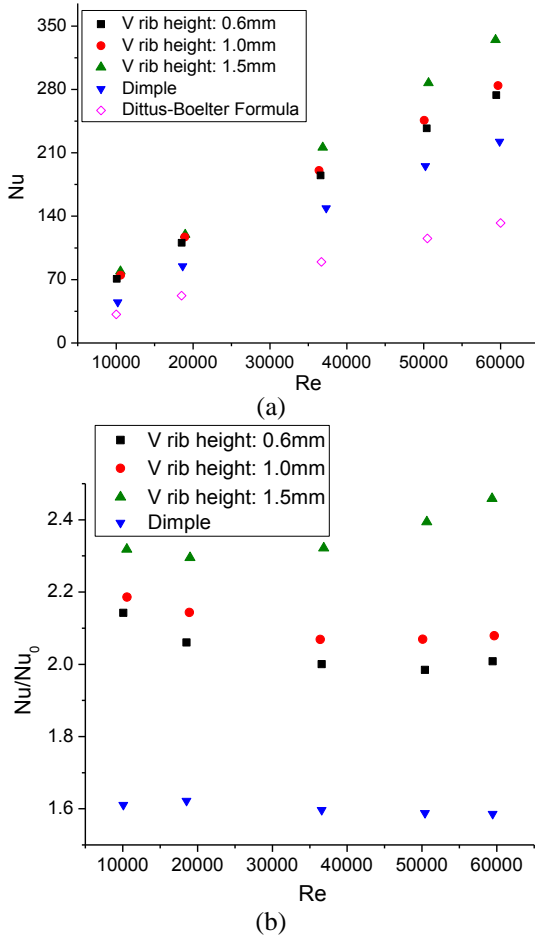 350
280
210
140
70
0
Nu
V rib height: 0.6mm
V rib height: 1.0mm
V rib height: 1.5mm
Dimple
Dittus-Boelter Formula
10000 20000 30000 40000 50000 60000
Re
(a)
V rib height: 0.6mm
V rib height: 1.0mm
V rib height: 1.5mm
Dimple
2.4
2.2
2.0
1.8
1.6
Nu/Nu₀
10000 20000 30000 40000 50000 60000
Re
(b)